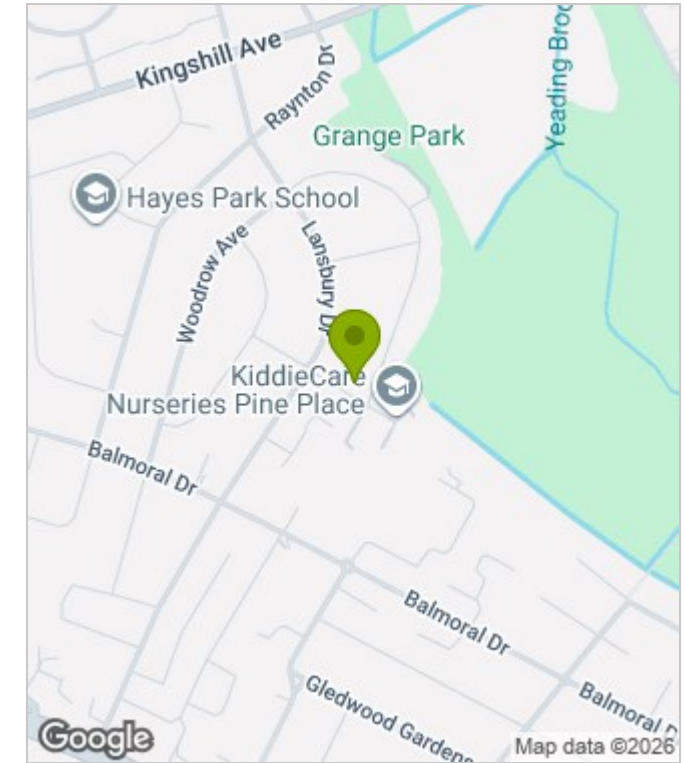 Kingshill Ave
Raynton Dr
Yeading Broo
Grange Park
Hayes Park School
Woodrow Ave
Lansbury Dr
KiddieCare
Nurseries Pine Place
Balmoral Dr
Balmoral Dr
Balmoral D
Gledwood Gardens
Google
Map data ©2026